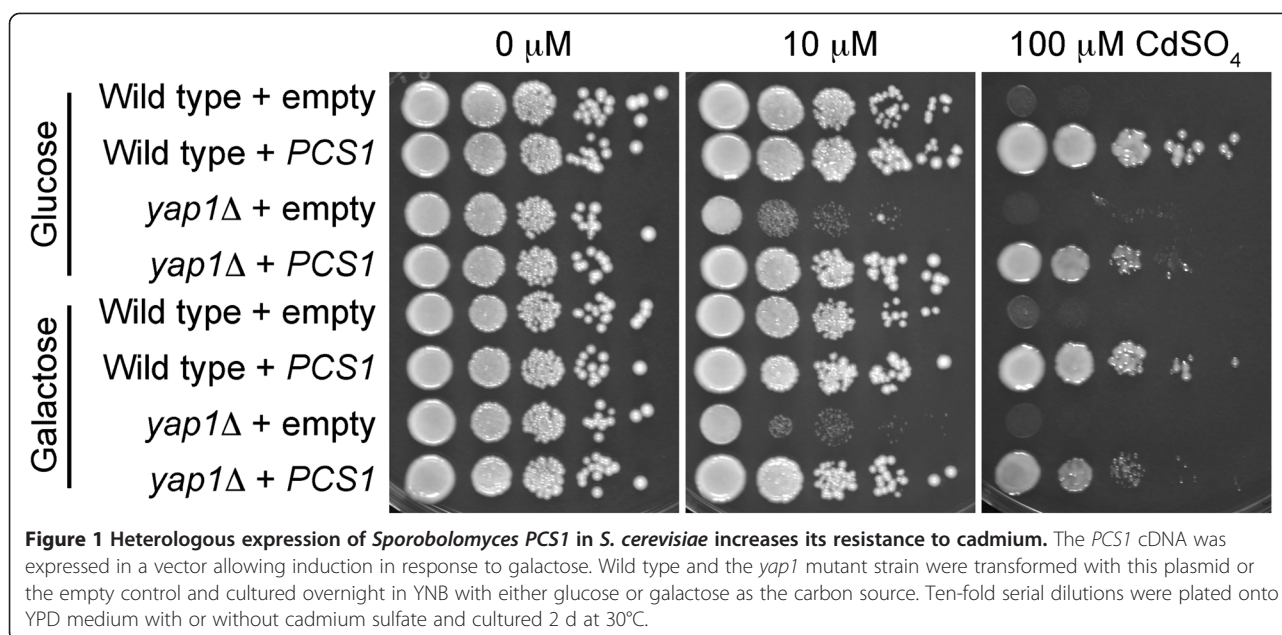 0 μM 10 μM 100 μM CdSO₄
Glucose
Wild type + empty
Wild type + PCS1
yap1Δ + empty
yap1Δ + PCS1
Galactose
Wild type + empty
Wild type + PCS1
yap1Δ + empty
yap1Δ + PCS1
Figure 1 Heterologous expression of Sporobolomyces PCS1 in S. cerevisiae increases its resistance to cadmium. The PCS1 cDNA was
expressed in a vector allowing induction in response to galactose. Wild type and the yap1 mutant strain were transformed with this plasmid or
the empty control and cultured overnight in YNB with either glucose or galactose as the carbon source. Ten-fold serial dilutions were plated onto
YPD medium with or without cadmium sulfate and cultured 2 d at 30°C.